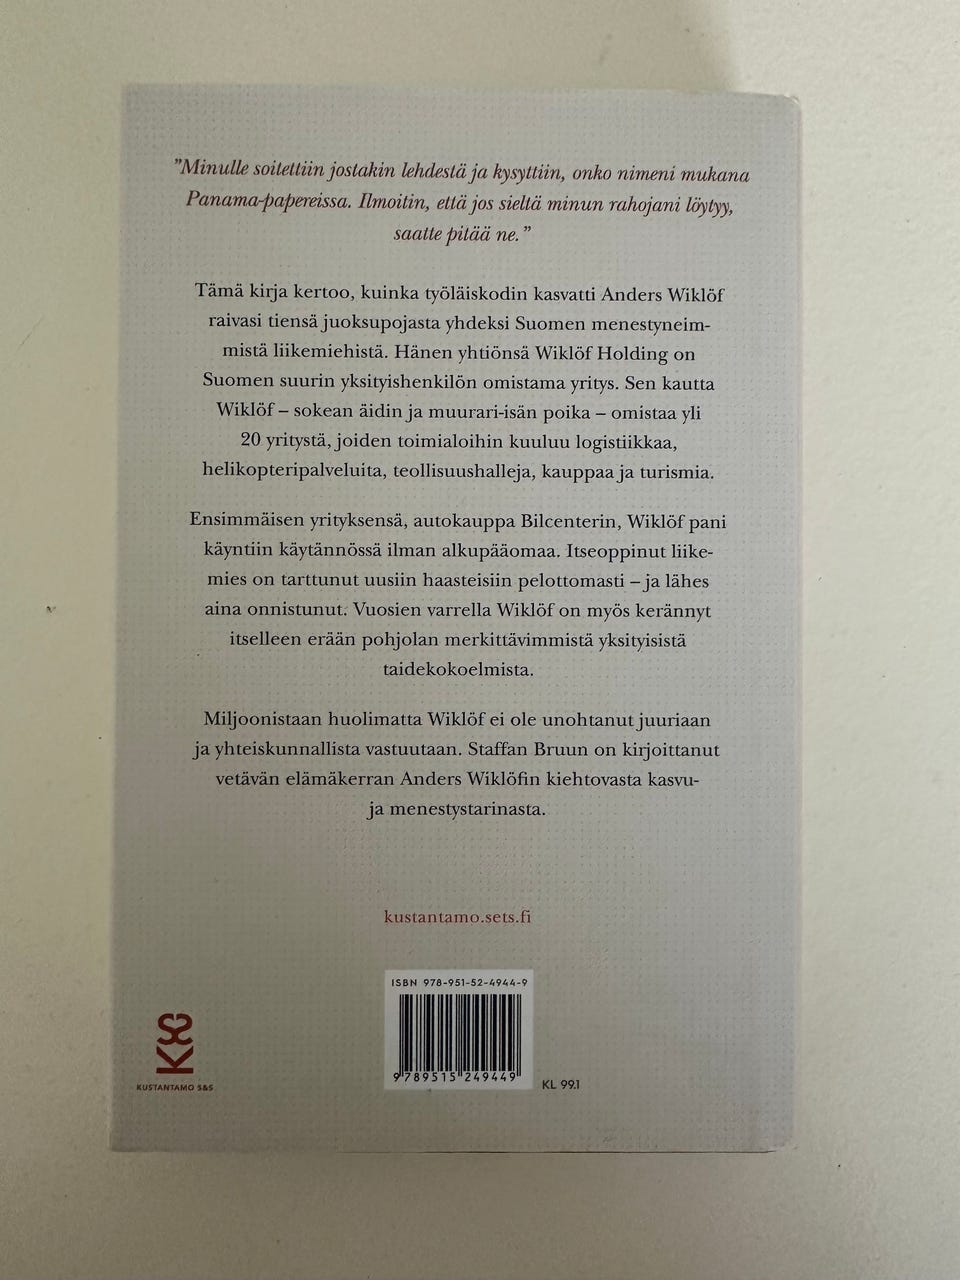 ”Minulle soitettiin jostakin lehdestä ja kysyttiin, onko nimeni mukana
Panama-papereissa. Ilmoitin, että jos sieltä minun rahojani löytyy,
saatte pitää ne.”
Tämä kirja kertoo, kuinka työläiskodin kasvatti Anders Wiklöf
raivasi tiensä juoksupojasta yhdeksi Suomen menestyneim-
mistä liikemiehistä. Hänen yhtiönsä Wiklöf Holding on
Suomen suurin yksityishenkilön omistama yritys. Sen kautta
Wiklöf – sokean äidin ja muurari-isän poika – omistaa yli
20 yritystä, joiden toimialoihin kuuluu logistiikkaa,
helikopteripalveluita, teollisuushalleja, kauppaa ja turismia.
Ensimmäisen yrityksensä, autokauppa Bilcenterin, Wiklöf pani
käyntiin käytännössä ilman alkupääomaa. Itseoppinut liike-
mies on tarttunut uusiin haasteisiin pelottomasti – ja lähes
aina onnistunut. Vuosien varrella Wiklöf on myös kerännyt
itselleen erään pohjolan merkittävimmistä yksityisistä
taidekokoelmista.
Miljoonistaan huolimatta Wiklöf ei ole unohtanut juuriaan
ja yhteiskunnallista vastuutaan. Staffan Bruun on kirjoittanut
vetävän elämäkerran Anders Wiklöfin kiehtovasta kasvu-
ja menestystarinasta.
kustantamo.sets.fi
ISBN 978-951-52-4944-9
9 789515 249449
KL 99.1
KUSTANTAMO S&S